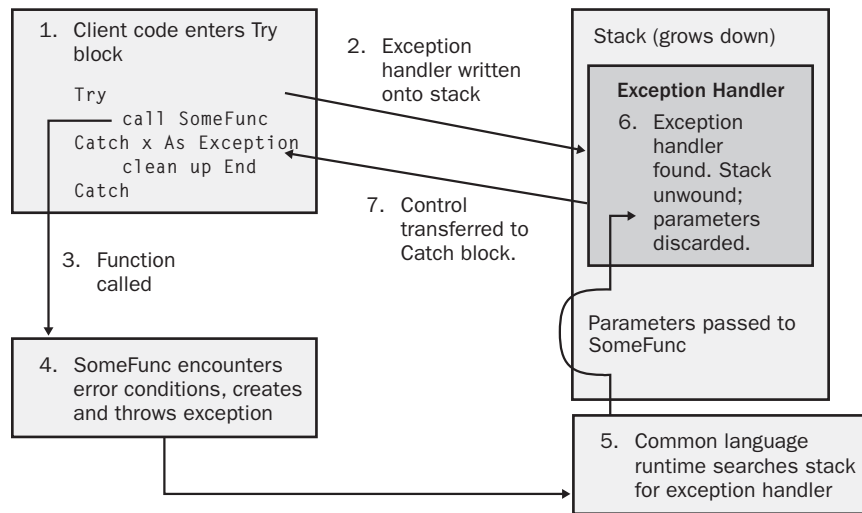 1. Client code enters Try
block
Try
call SomeFunc
Catch x As Exception
clean up End
Catch
2. Exception
handler written
onto stack
3. Function
called
4. SomeFunc encounters
error conditions, creates
and throws exception
Stack (grows down)
Exception Handler
6. Exception
handler
found. Stack
unwound;
parameters
discarded.
7. Control
transferred to
Catch block.
Parameters passed to
SomeFunc
5. Common language
runtime searches stack
for exception handler